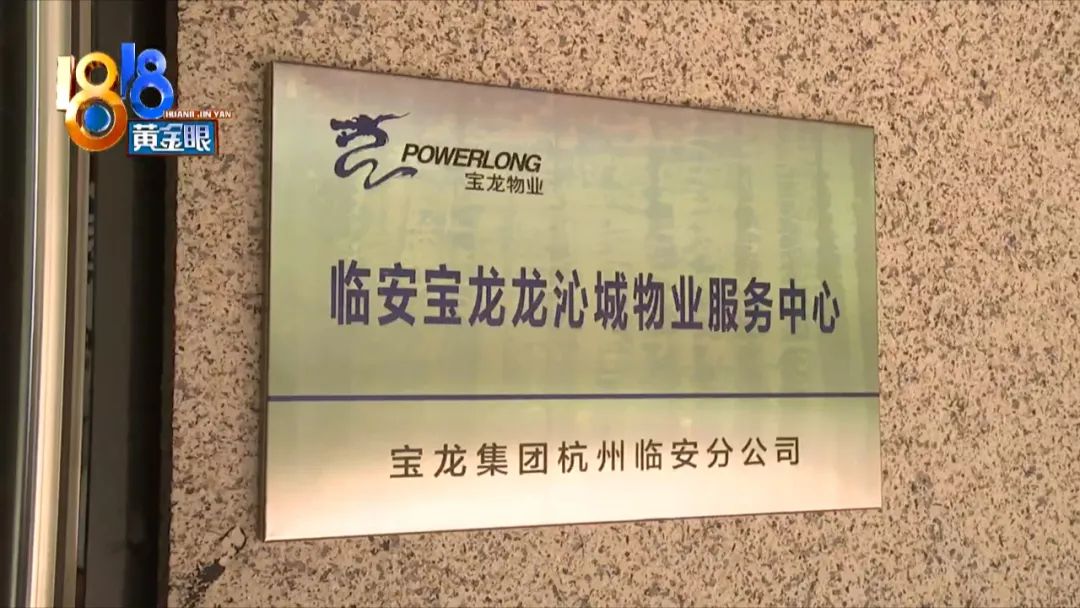 1818
HUANG JIN YAN
黄金眼
POWERLONG
宝龙物业
临安宝龙龙沁城物业服务中心
宝龙集团杭州临安分公司